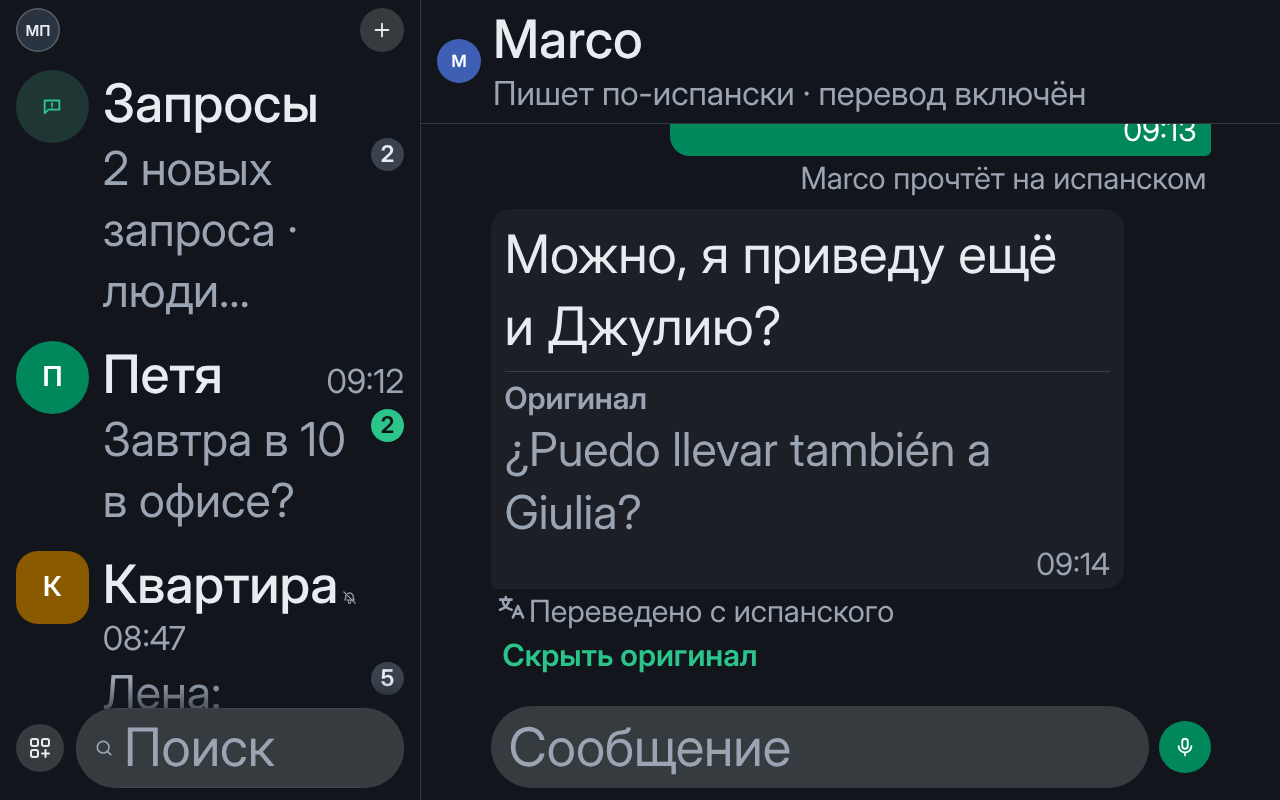 МП
Запросы
2 новых
2
запроса ·
люди…
П
Петя
09:12
Завтра в 10
2
в офисе?
К
Квартира
08:47
Лена:
5
Поиск
М
Marco
Пишет по-испански · перевод включён
09:13
Marco прочтёт на испанском
Можно, я приведу ещё
и Джулию?
Оригинал
¿Puedo llevar también a
Giulia?
09:14
Переведено с испанского
Скрыть оригинал
Сообщение